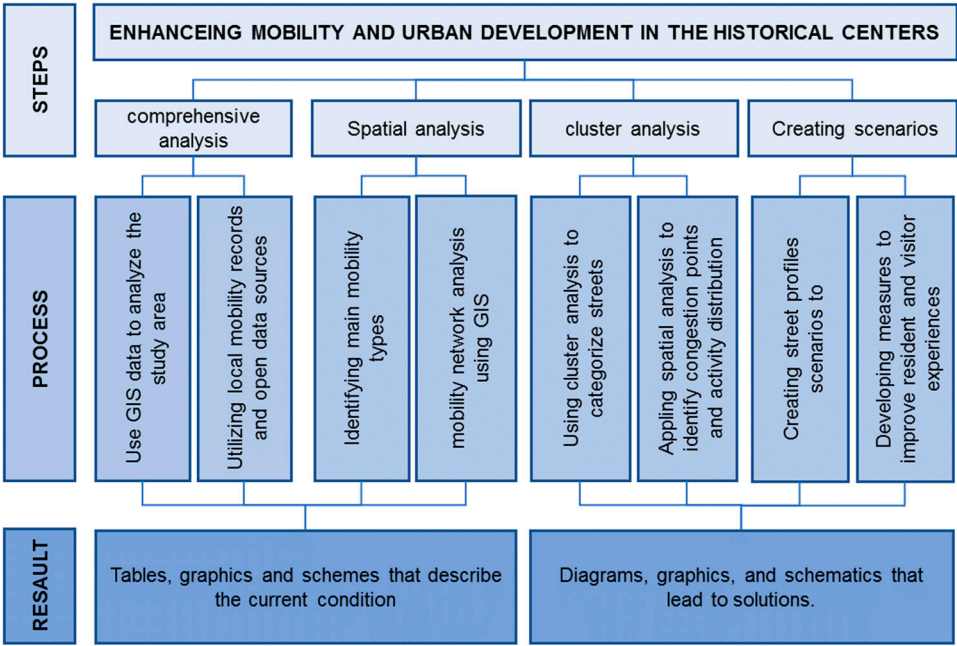 STEPS
ENHANCEING MOBILITY AND URBAN DEVELOPMENT IN THE HISTORICAL CENTERS
comprehensive
analysis
Spatial analysis
cluster analysis
Creating scenarios
PROCESS
Use GIS data to analyze the
study area
Utilizing local mobility records
and open data sources
Identifying main mobility
types
mobility network analysis
using GIS
Using cluster analysis to
categorize streets
Appling spatial analysis to
identify congestion points
and activity distribution
Creating street profiles
scenarios to
Developing measures to
improve resident and visitor
experiences
RESAULT
Tables, graphics and schemes that describe
the current condition
Diagrams, graphics, and schematics that
lead to solutions.